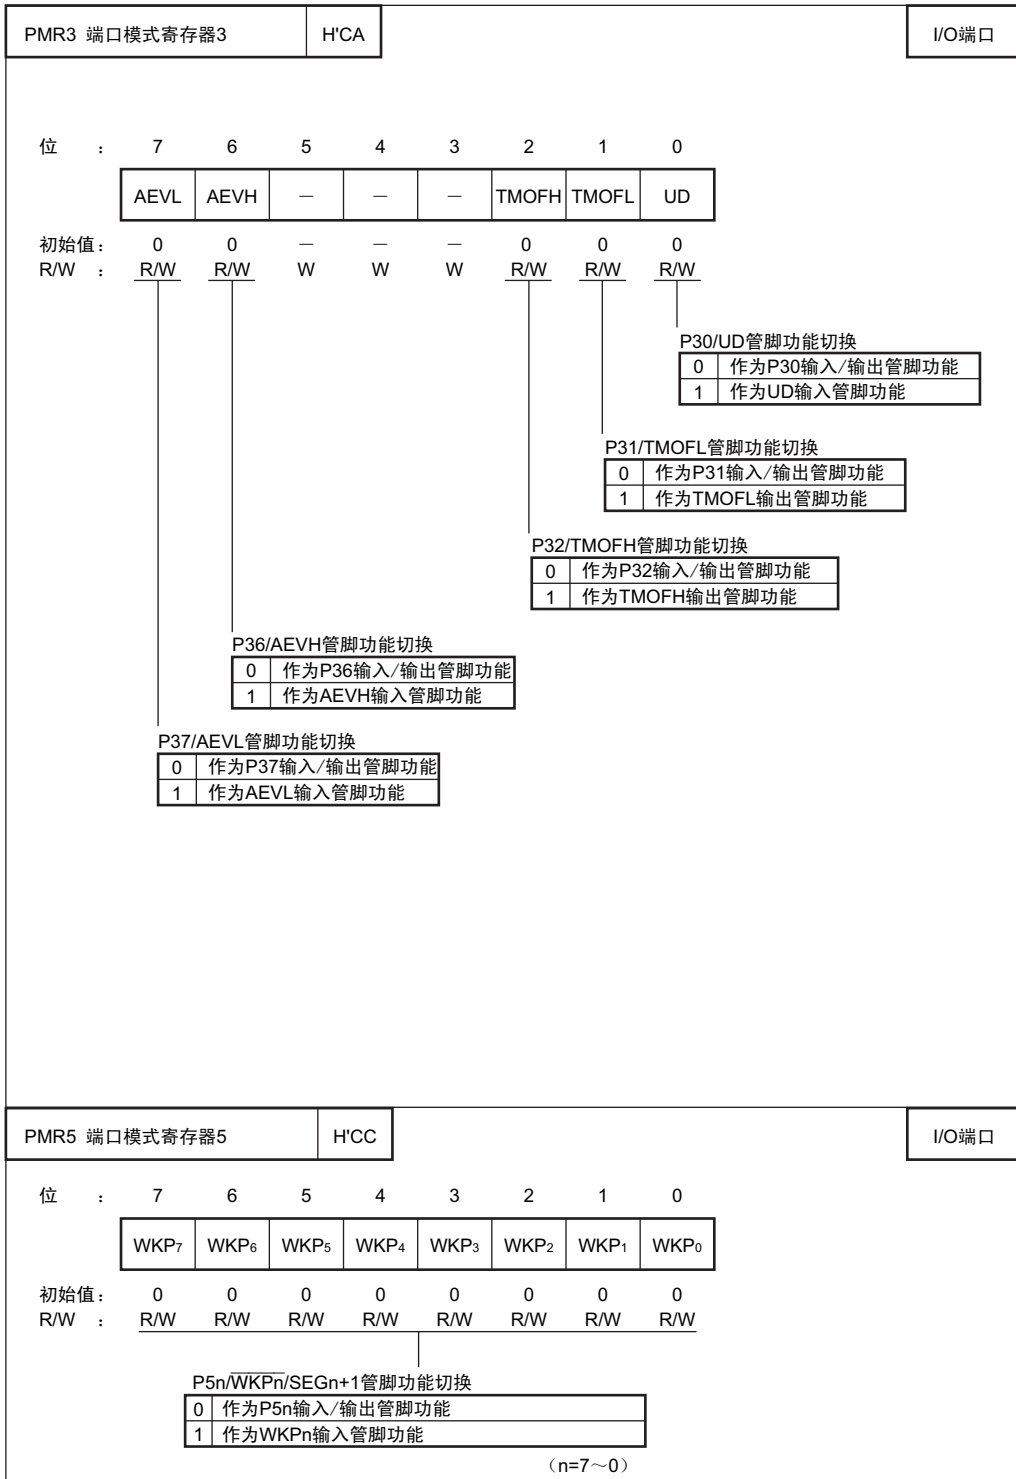 PMR3 端口模式寄存器3 H'CA I/O端口
位 : 7 6 5 4 3 2 1 0
AEVL AEVH — — — TMOFH TMOFL UD
初始值: 0 0 — — — 0 0 0
R/W : R/W R/W W W W R/W R/W R/W
P30/UD管脚功能切换
0 作为P30输入/输出管脚功能
1 作为UD输入管脚功能
P31/TMOFL管脚功能切换
0 作为P31输入/输出管脚功能
1 作为TMOFL输出管脚功能
P32/TMOFH管脚功能切换
0 作为P32输入/输出管脚功能
1 作为TMOFH输出管脚功能
P36/AEVH管脚功能切换
0 作为P36输入/输出管脚功能
1 作为AEVH输入管脚功能
P37/AEVL管脚功能切换
0 作为P37输入/输出管脚功能
1 作为AEVL输入管脚功能
PMR5 端口模式寄存器5 H'CC I/O端口
位 : 7 6 5 4 3 2 1 0
WKP7 WKP6 WKP5 WKP4 WKP3 WKP2 WKP1 WKP0
初始值: 0 0 0 0 0 0 0 0
R/W : R/W R/W R/W R/W R/W R/W R/W R/W
P5n/WKPn/SEGn+1管脚功能切换
0 作为P5n输入/输出管脚功能
1 作为WKPn输入管脚功能
（n=7～0）